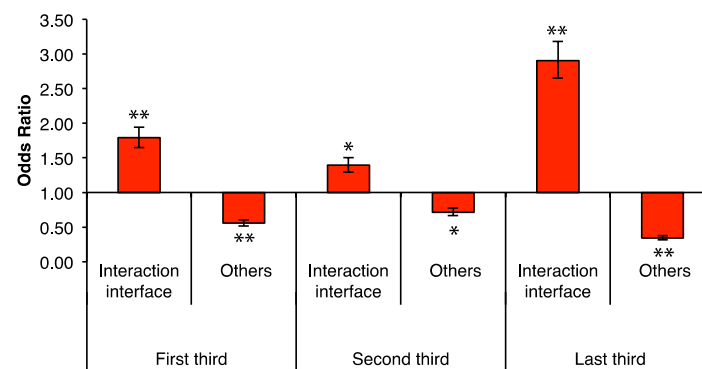 3.50
3.00
2.50
2.00
1.50
1.00
0.50
0.00
Odds Ratio
**
**
*
*
**
**
Interaction interface
Others
Interaction interface
Others
Interaction interface
Others
First third
Second third
Last third